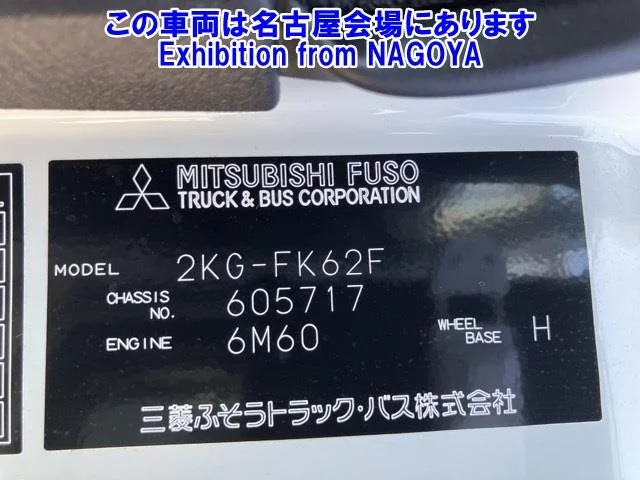 この車両は名古屋会場にあります
Exhibition from NAGOYA
MITSUBISHI FUSO
TRUCK & BUS CORPORATION
MODEL 2KG-FK62F
CHASSIS NO. 605717
ENGINE 6M60 WHEEL BASE H
三菱ふそうトラック・バス株式会社